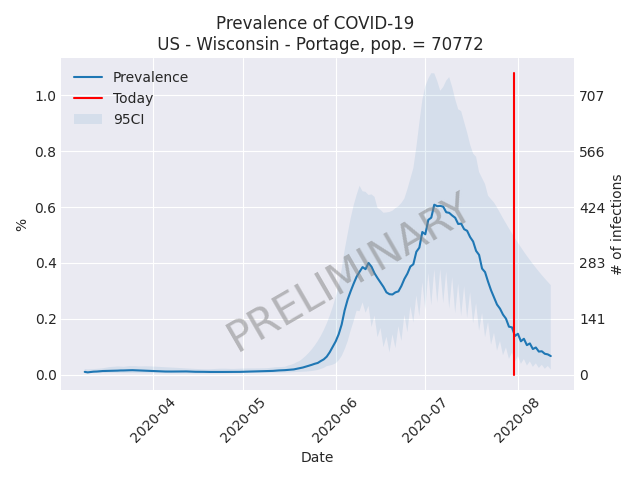 Prevalence of COVID-19
US - Wisconsin - Portage, pop. = 70772
Prevalence
Today
95CI
PRELIMINARY
%
1.0
0.8
0.6
0.4
0.2
0.0
707
566
424
283
141
0
# of infections
2020-04
2020-05
2020-06
2020-07
2020-08
Date